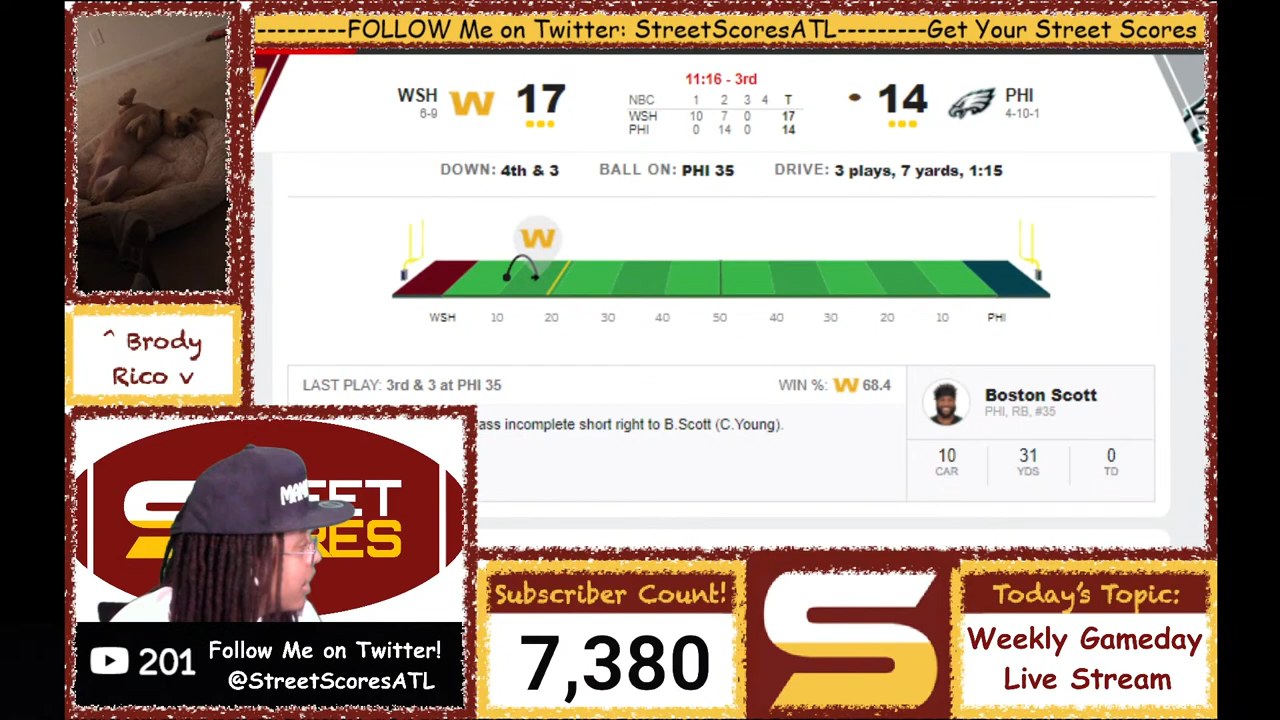 ---------FOLLOW Me on Twitter: StreetScoresATL---------Get Your Street Scores
WSH
6-9
W
17
11:16 - 3rd
NBC 1 2 3 4 T
WSH 10 7 0 17
PHI 0 14 0 14
14
PHI
4-10-1
DOWN: 4th & 3 BALL ON: PHI 35 DRIVE: 3 plays, 7 yards, 1:15
W
WSH 10 20 30 40 50 40 30 20 10 PHI
LAST PLAY: 3rd & 3 at PHI 35
WIN %: W 68.4
ass incomplete short right to B.Scott (C.Young).
Boston Scott
PHI, RB, #35
10 31 0
CAR YDS TD
^ Brody
Rico v
S
EET
RES
201
Follow Me on Twitter!
@StreetScoresATL
Subscriber Count!
7,380
S
Today's Topic:
Weekly Gameday
Live Stream